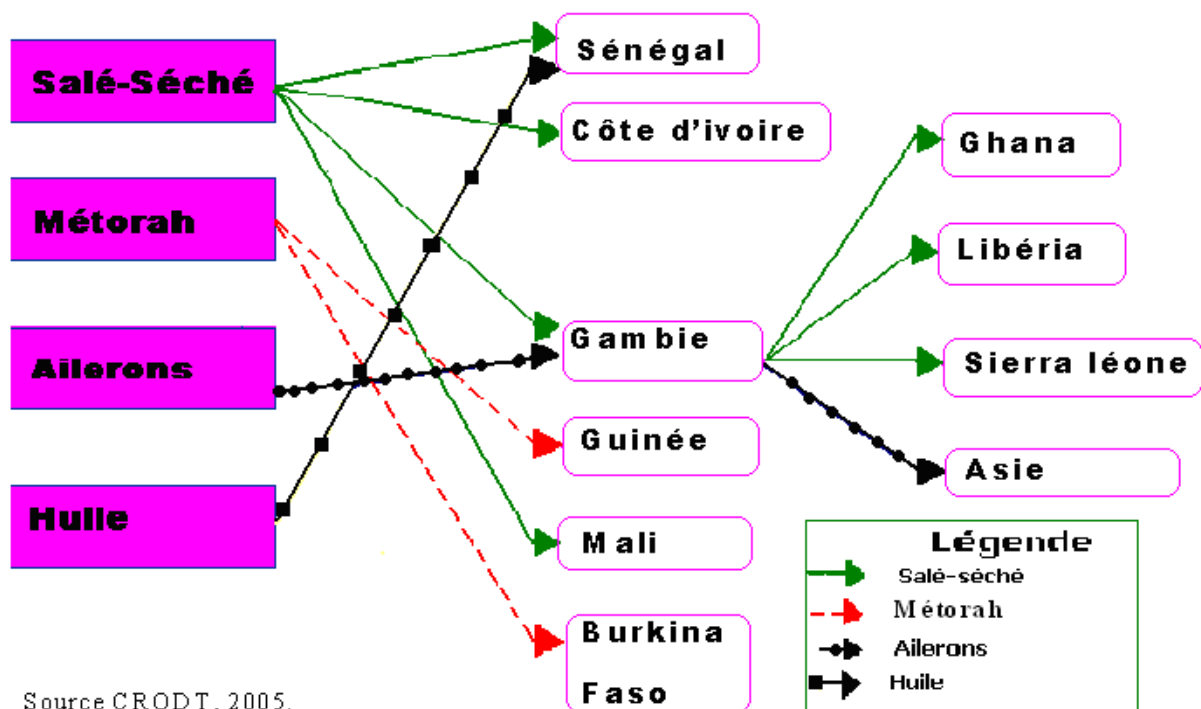 Salé-Séché
Métorah
Ailerons
Huile
Sénégal
Côte d'ivoire
Gambie
Guinée
Mali
Burkina
Faso
Ghana
Libéria
Sierra léone
Asie
Légende
Salé-séché
Métorah
Ailerons
Huile
Source CRODT, 2005.